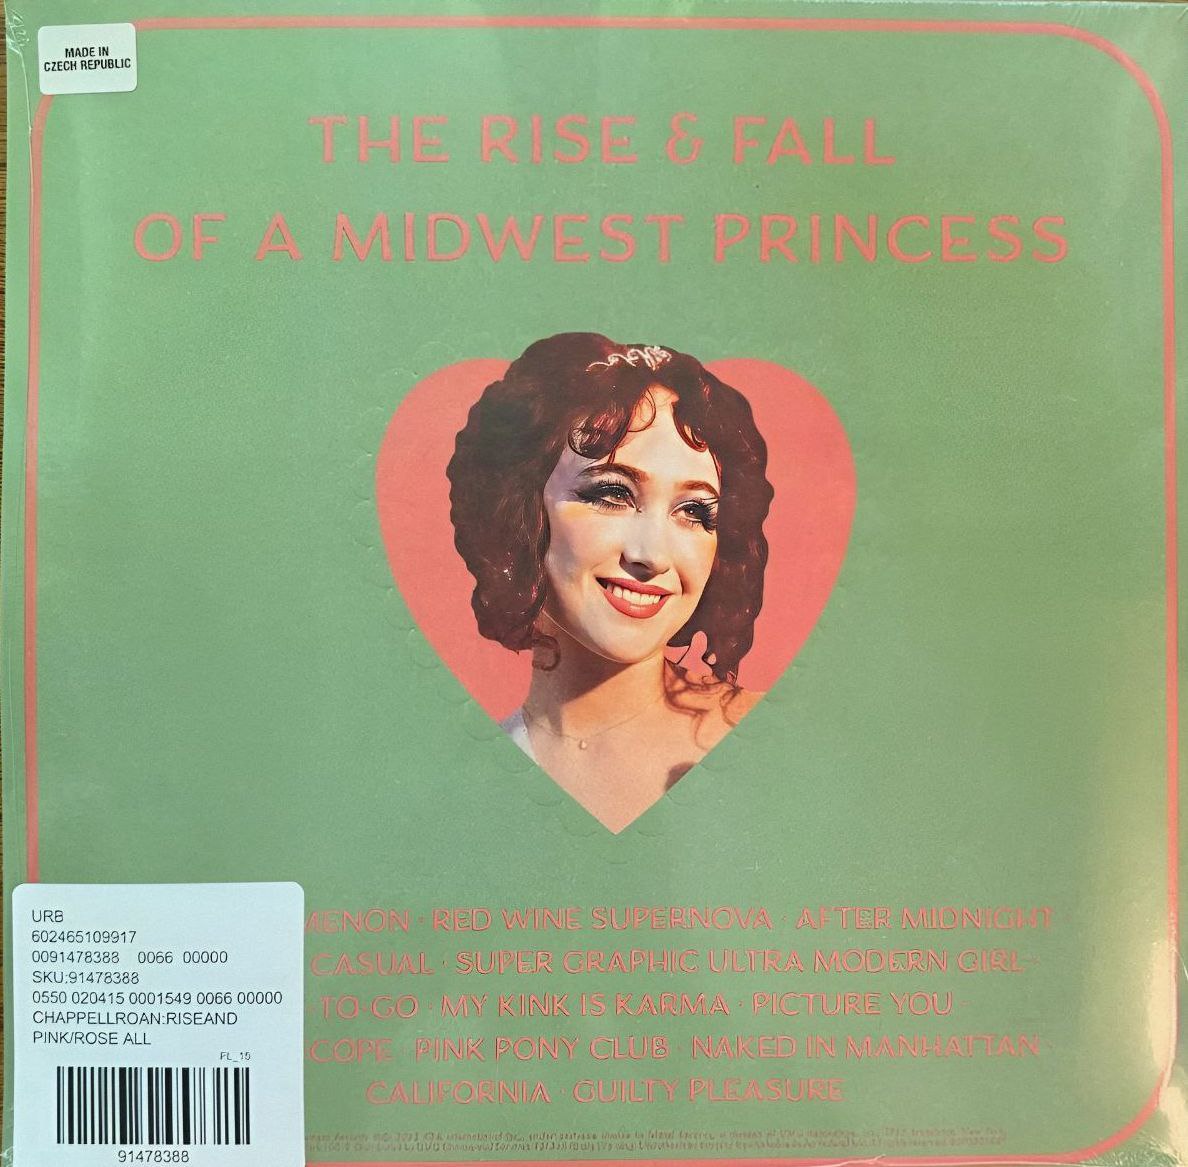 MADE IN
CZECH REPUBLIC
THE RISE & FALL
OF A MIDWEST PRINCESS
MENON · RED WINE SUPERNOVA · AFTER MIDNIGHT ·
CASUAL · SUPER GRAPHIC ULTRA MODERN GIRL ·
· TO-GO · MY KINK IS KARMA · PICTURE YOU ·
COPE · PINK PONY CLUB · NAKED IN MANHATTAN ·
CALIFORNIA · GUILTY PLEASURE
URB
602465109917
0091478388 0066 00000
SKU:91478388
0550 020415 0001549 0066 00000
CHAPPELLROAN:RISEAND
PINK/ROSE ALL
FL_15
91478388